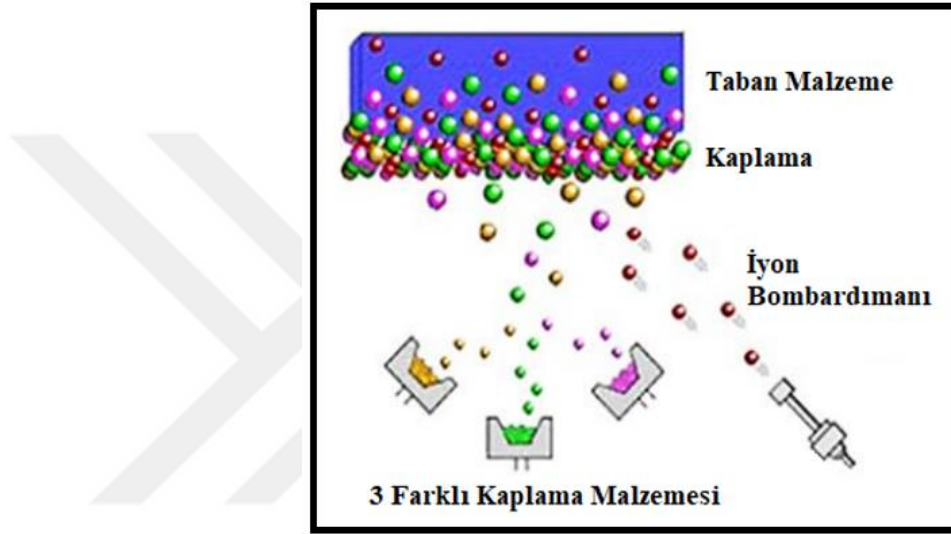 Taban Malzeme
Kaplama
İyon
Bombardımanı
3 Farklı Kaplama Malzemesi